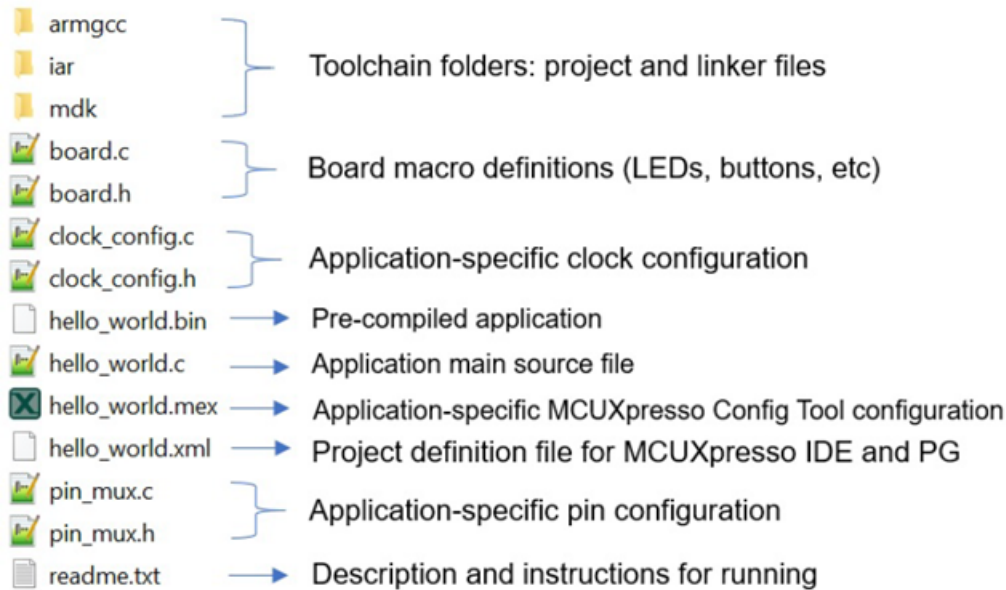 armgcc
iar
mdk
Toolchain folders: project and linker files
board.c
board.h
Board macro definitions (LEDs, buttons, etc)
clock_config.c
clock_config.h
Application-specific clock configuration
hello_world.bin
Pre-compiled application
hello_world.c
Application main source file
hello_world.mex
Application-specific MCUXpresso Config Tool configuration
hello_world.xml
Project definition file for MCUXpresso IDE and PG
pin_mux.c
pin_mux.h
Application-specific pin configuration
readme.txt
Description and instructions for running